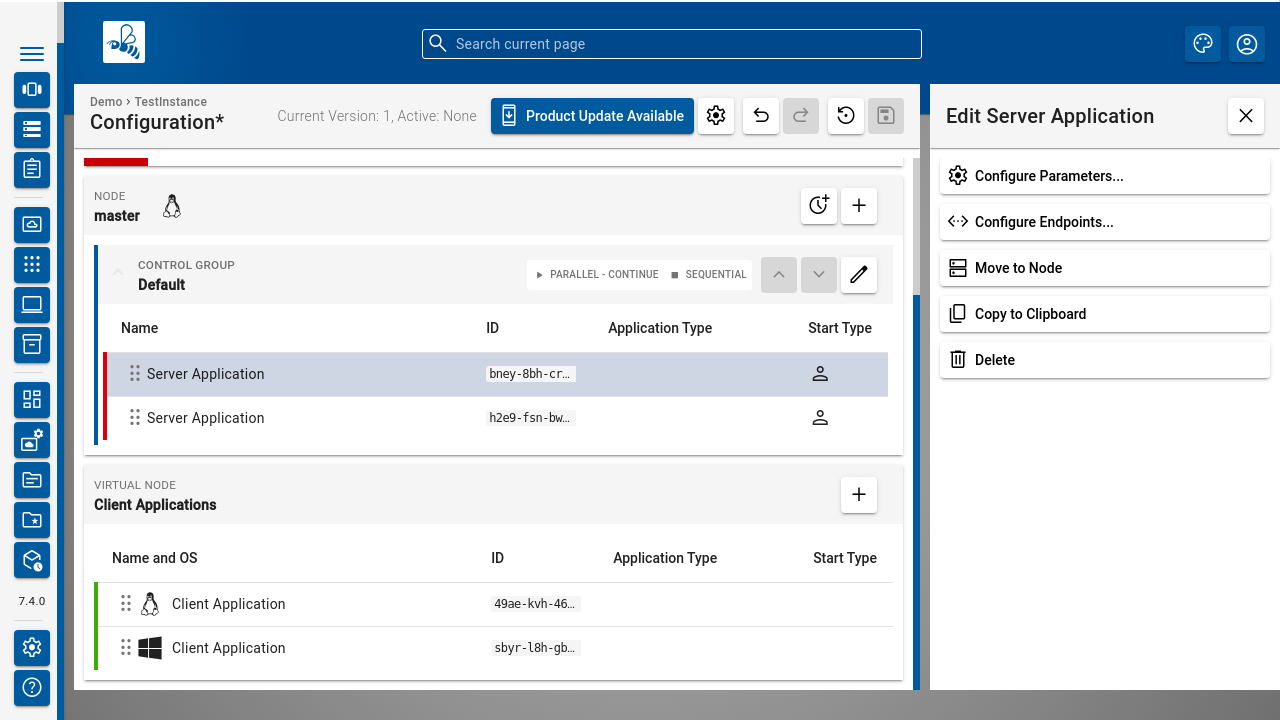 Search current page
Demo › TestInstance
Configuration*
Current Version: 1, Active: None
Product Update Available
NODE
master
CONTROL GROUP
Default
PARALLEL - CONTINUE
SEQUENTIAL
Name
ID
Application Type
Start Type
Server Application
bney-8bh-cr…
Server Application
h2e9-fsn-bw…
VIRTUAL NODE
Client Applications
Name and OS
ID
Application Type
Start Type
Client Application
49ae-kvh-46…
Client Application
sbyr-l8h-gb…
Edit Server Application
Configure Parameters...
Configure Endpoints...
Move to Node
Copy to Clipboard
Delete
7.4.0